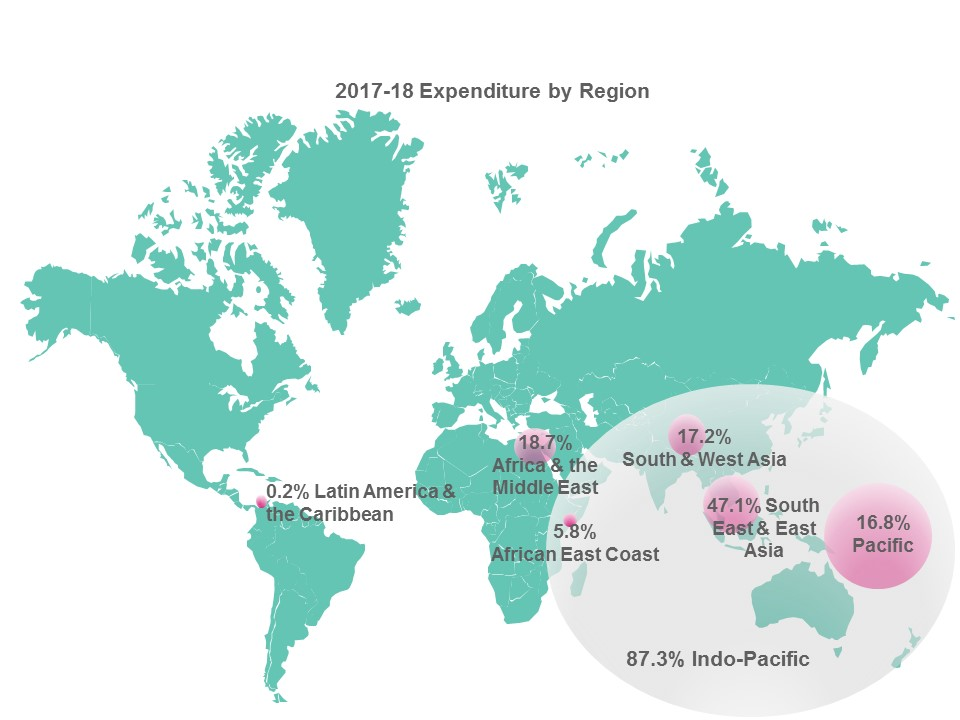 2017-18 Expenditure by Region
18.7%
Africa & the
Middle East
17.2%
South & West Asia
0.2% Latin America &
the Caribbean
47.1% South
East & East
Asia
16.8%
Pacific
5.8%
African East Coast
87.3% Indo-Pacific